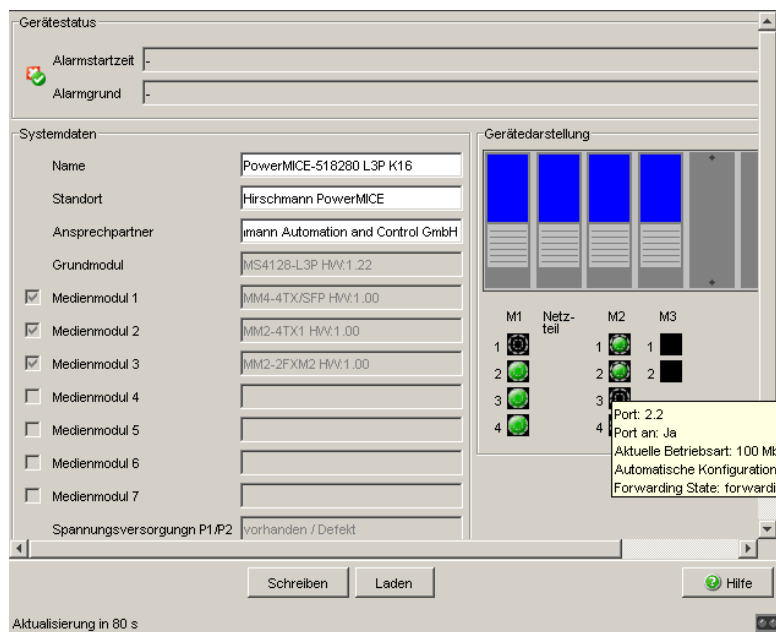 Gerätestatus
Alarmstartzeit -
Alarmgrund -
Systemdaten
Name PowerMICE-518280 L3P K16
Standort Hirschmann PowerMICE
Ansprechpartner mann Automation and Control GmbH
Grundmodul MS4128-L3P HW:1.22
Medienmodul 1 MM4-4TX/SFP HW:1.00
Medienmodul 2 MM2-4TX1 HW:1.00
Medienmodul 3 MM2-2FXM2 HW:1.00
Medienmodul 4
Medienmodul 5
Medienmodul 6
Medienmodul 7
Spannungsversorgungn P1/P2 vorhanden / Defekt
Gerätedarstellung
M1 Netz- M2 M3
teil
1 1 1
2 2 2
3 3
4 4
Port: 2.2
Port an: Ja
Aktuelle Betriebsart: 100 Mb
Automatische Konfiguration
Forwarding State: forwardi
Schreiben Laden Hilfe
Aktualisierung in 80 s